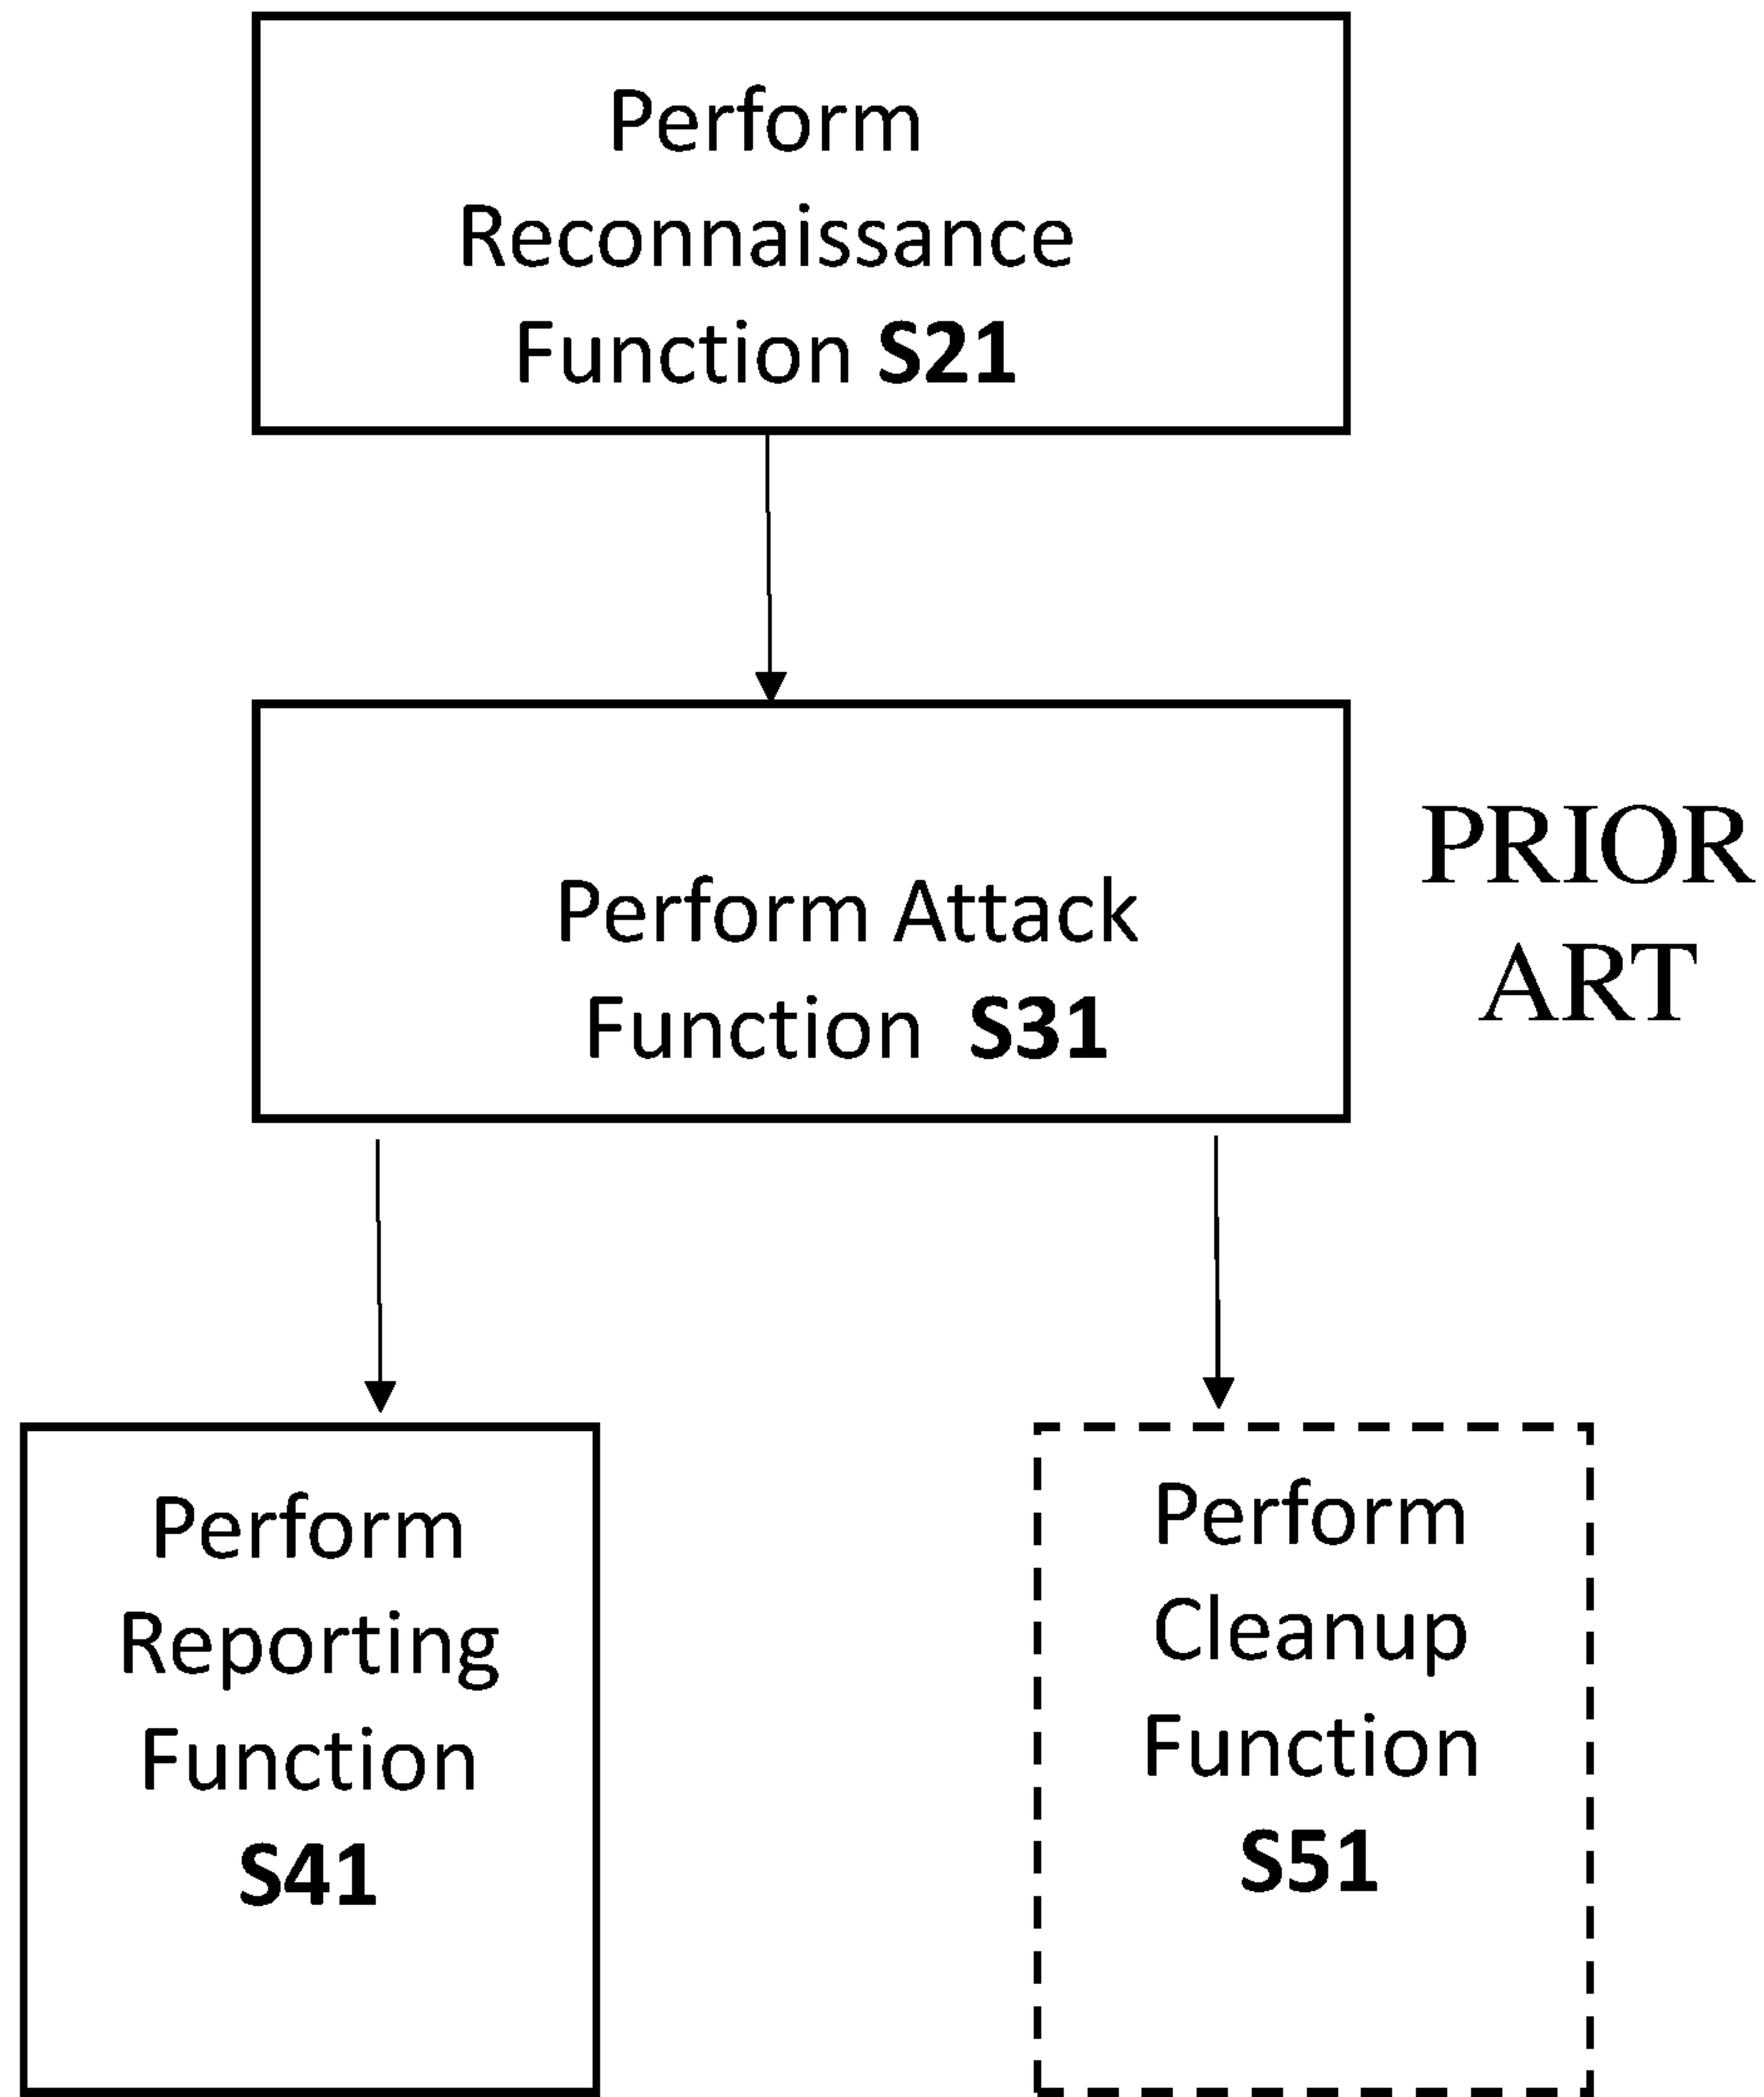 Perform
Reconnaissance
Function S21
Perform Attack
Function S31
PRIOR
ART
Perform
Reporting
Function
S41
Perform
Cleanup
Function
S51